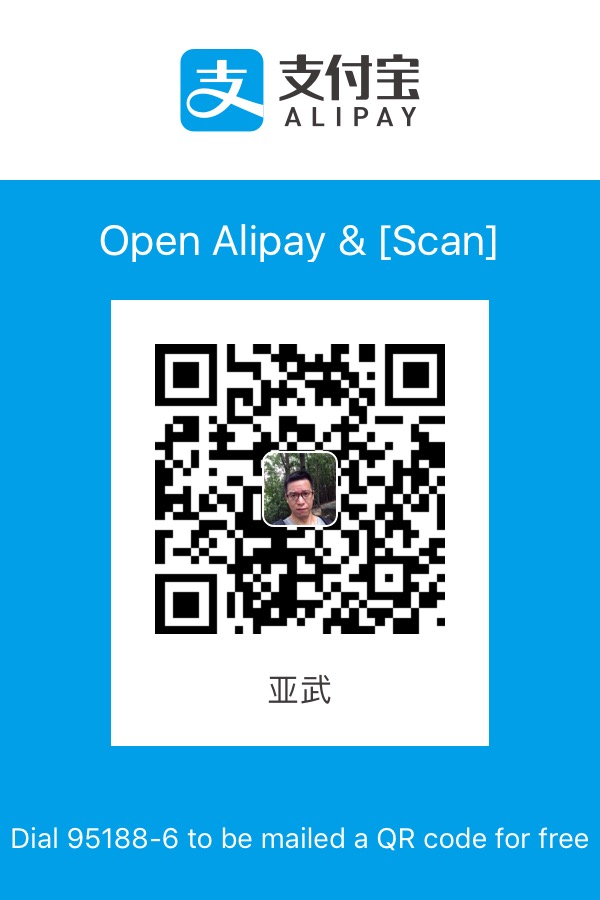 支 支付宝
ALIPAY
Open Alipay & [Scan]
亚武
Dial 95188-6 to be mailed a QR code for free